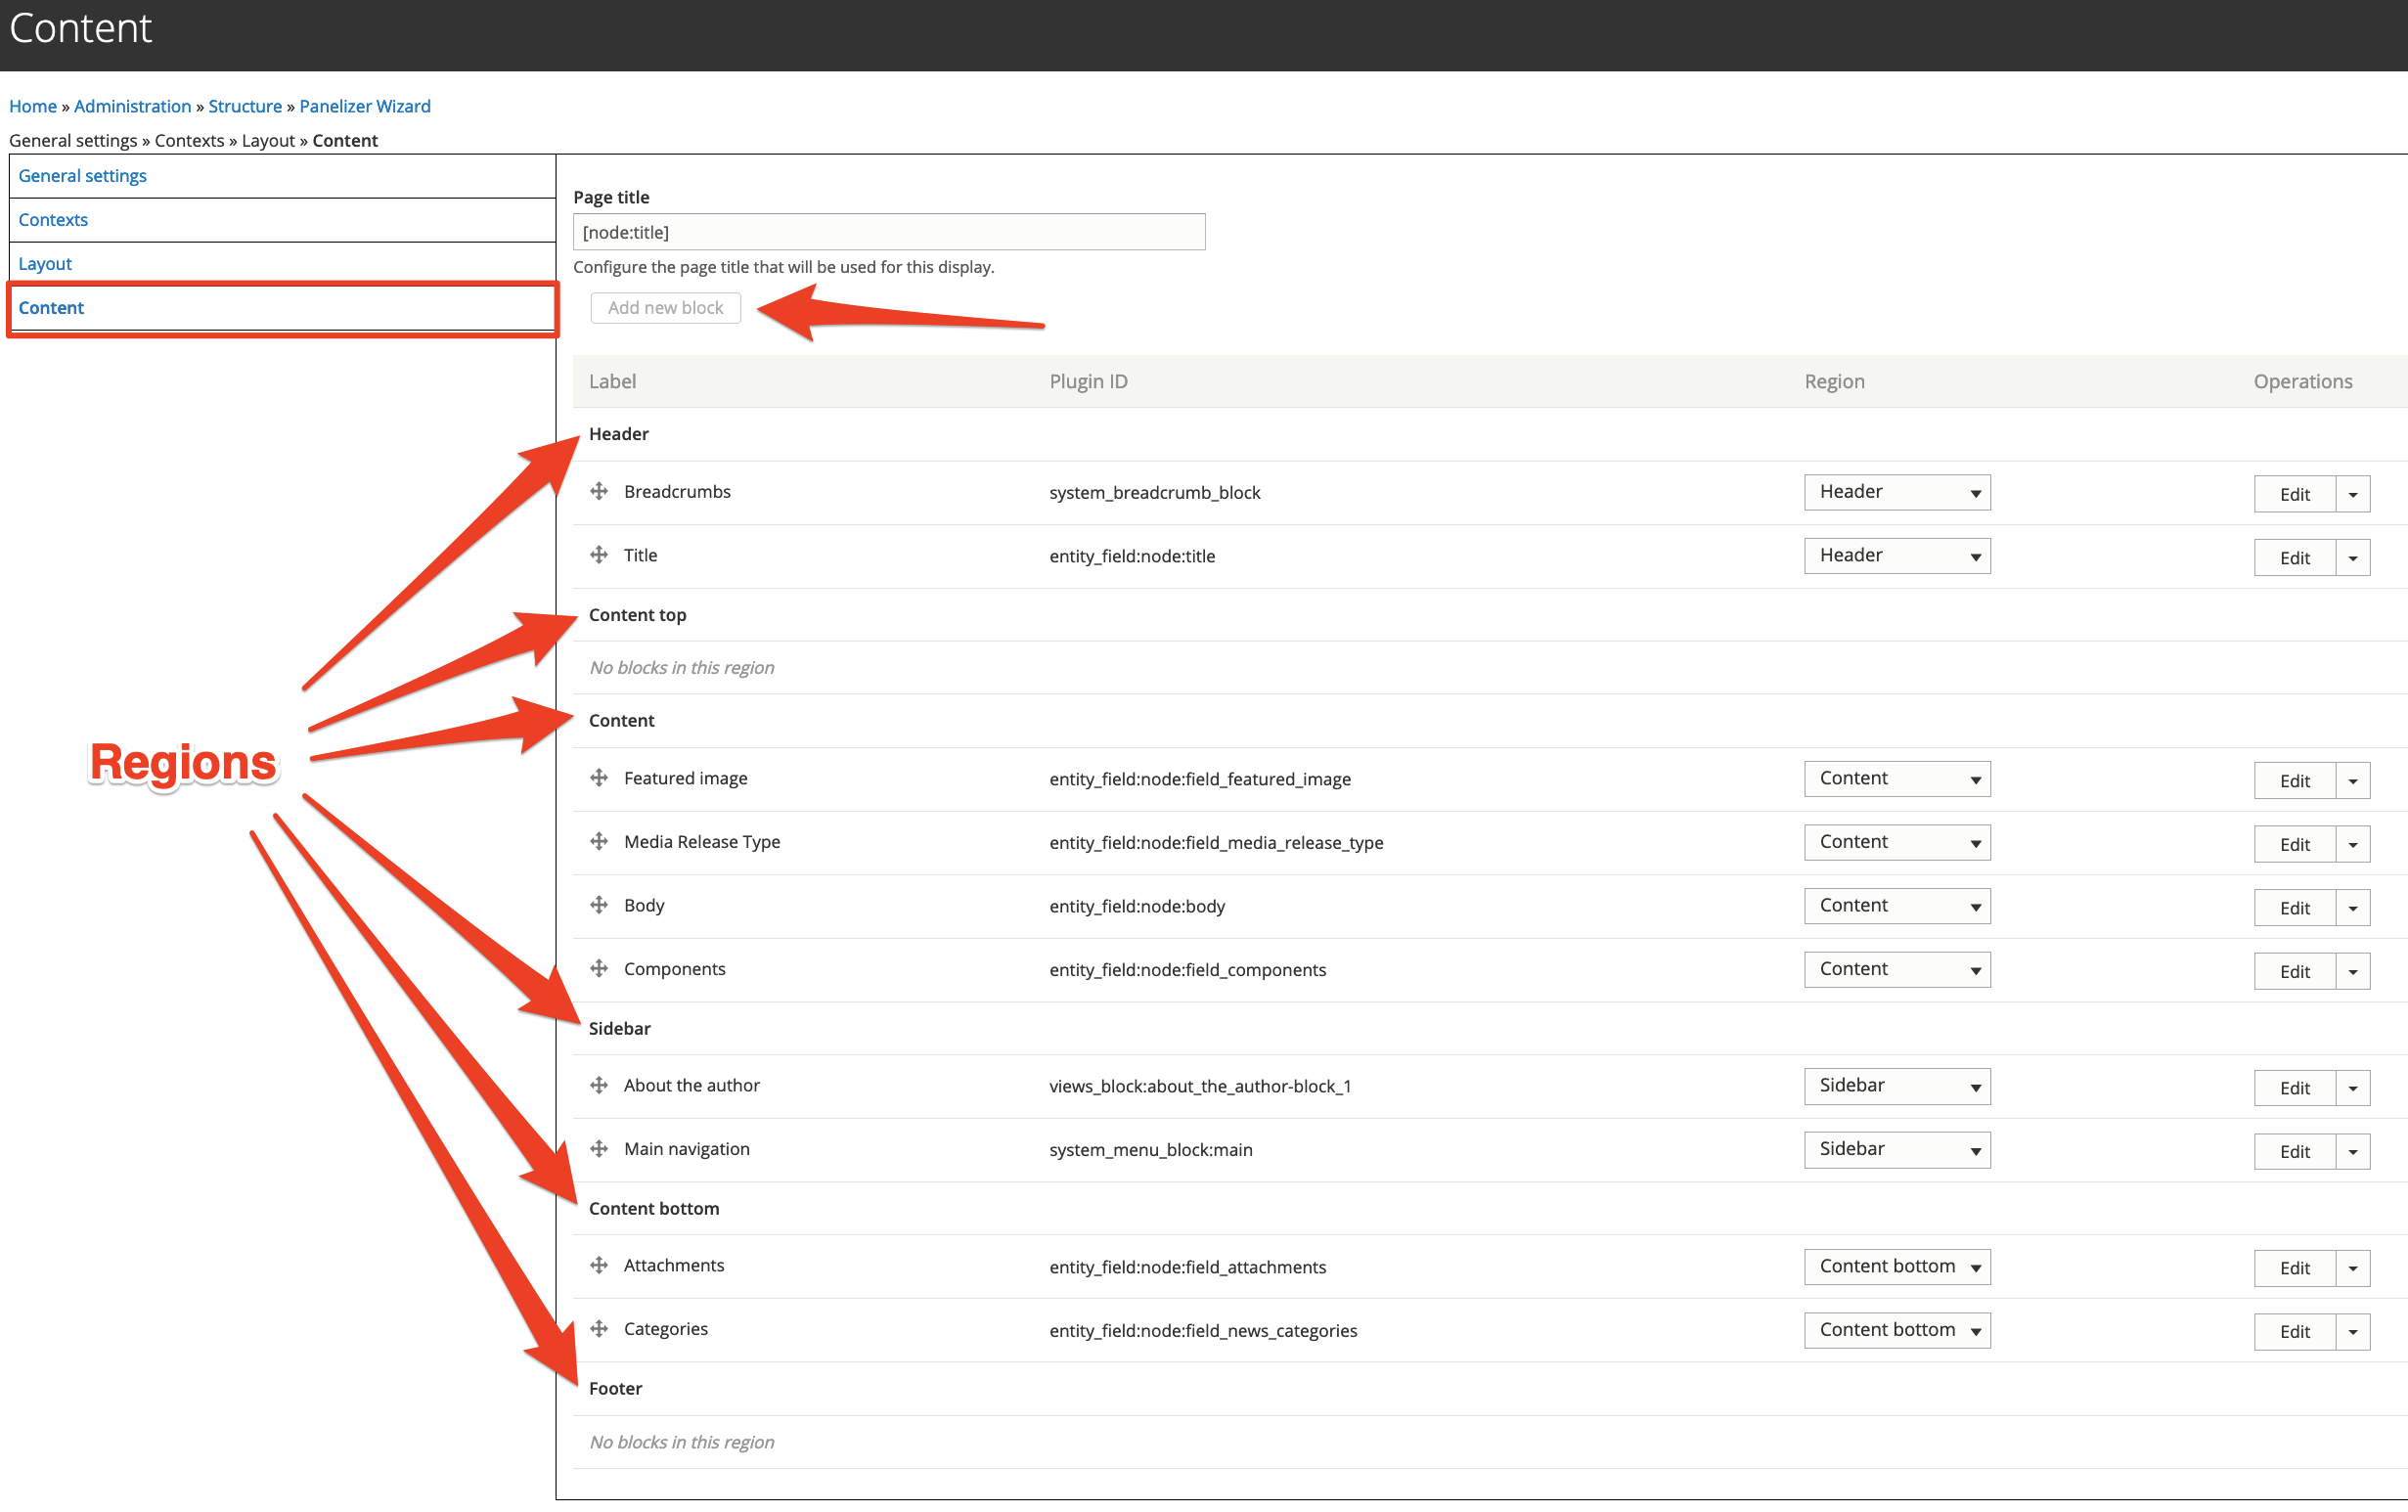 Content
Home » Administration » Structure » Panelizer Wizard
General settings » Contexts » Layout » Content
General settings
Contexts
Layout
Content
Page title
[node:title]
Configure the page title that will be used for this display.
Add new block
Label Plugin ID Region Operations
Header
Breadcrumbs system_breadcrumb_block Header Edit
Title entity_field:node:title Header Edit
Content top
No blocks in this region
Content
Regions
Featured image entity_field:node:field_featured_image Content Edit
Media Release Type entity_field:node:field_media_release_type Content Edit
Body entity_field:node:body Content Edit
Components entity_field:node:field_components Content Edit
Sidebar
About the author views_block:about_the_author-block_1 Sidebar Edit
Main navigation system_menu_block:main Sidebar Edit
Content bottom
Attachments entity_field:node:field_attachments Content bottom Edit
Categories entity_field:node:field_news_categories Content bottom Edit
Footer
No blocks in this region